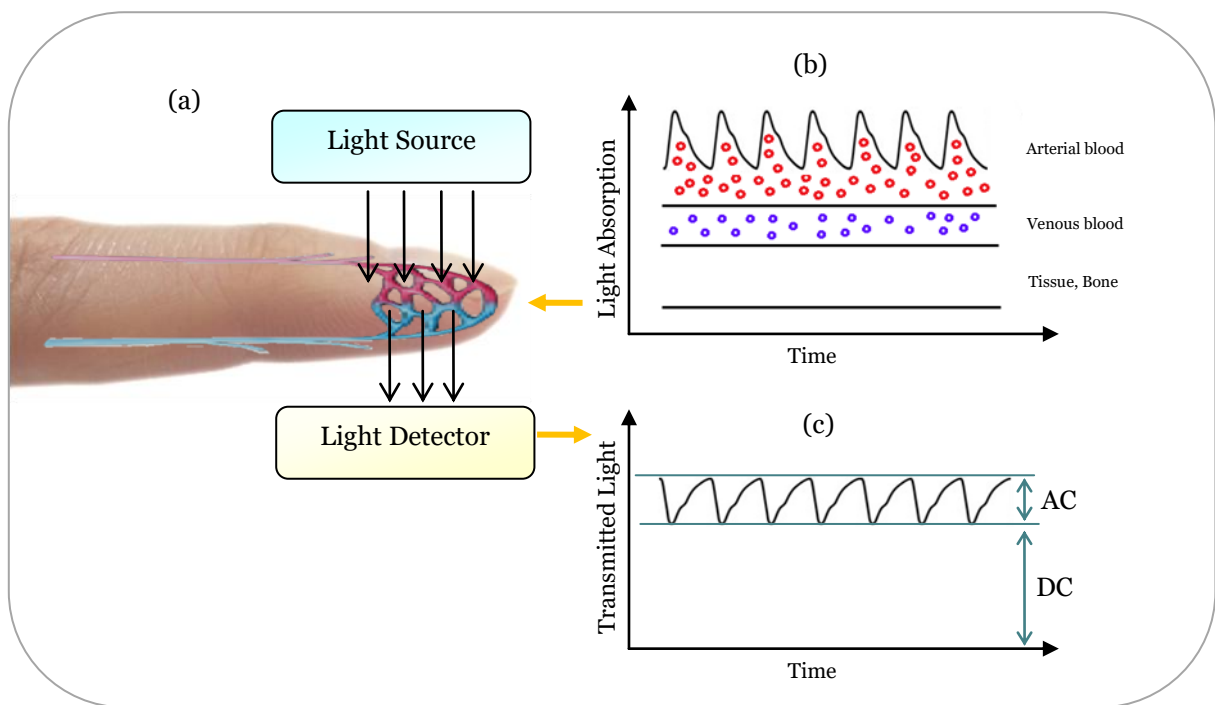 (a)
Light Source
Light Detector
(b)
Light Absorption
Arterial blood
Venous blood
Tissue, Bone
Time
(c)
Transmitted Light
AC
DC
Time